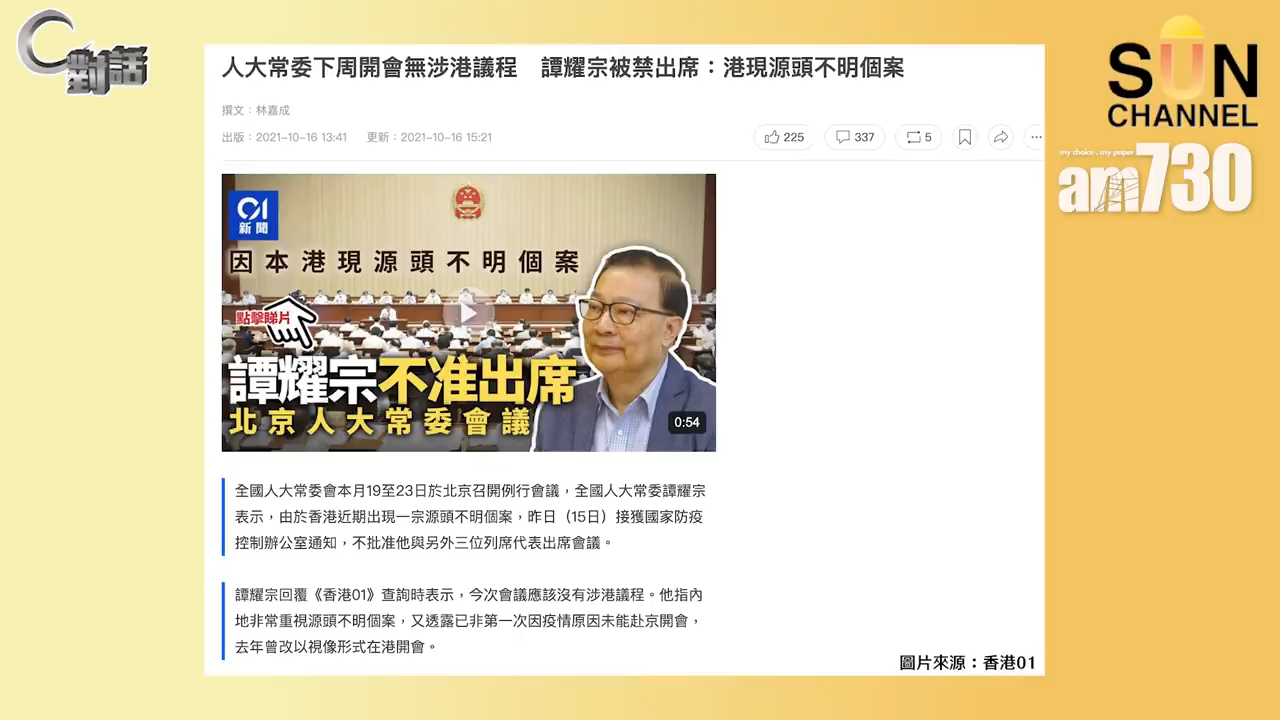 C對話
SUN
CHANNEL
my choice . my paper
am730
人大常委下周開會無涉港議程　譚耀宗被禁出席：港現源頭不明個案
撰文：林嘉成
出版：2021-10-16 13:41　更新：2021-10-16 15:21
225
337
5
01
新聞
因本港現源頭不明個案
點擊睇片
譚耀宗不准出席
北京人大常委會議
0:54
全國人大常委會本月19至23日於北京召開例行會議，全國人大常委譚耀宗
表示，由於香港近期出現一宗源頭不明個案，昨日（15日）接獲國家防疫
控制辦公室通知，不批准他與另外三位列席代表出席會議。
譚耀宗回覆《香港01》查詢時表示，今次會議應該沒有涉港議程。他指內
地非常重視源頭不明個案，又透露已非第一次因疫情原因未能赴京開會，
去年曾改以視像形式在港開會。
圖片來源：香港01